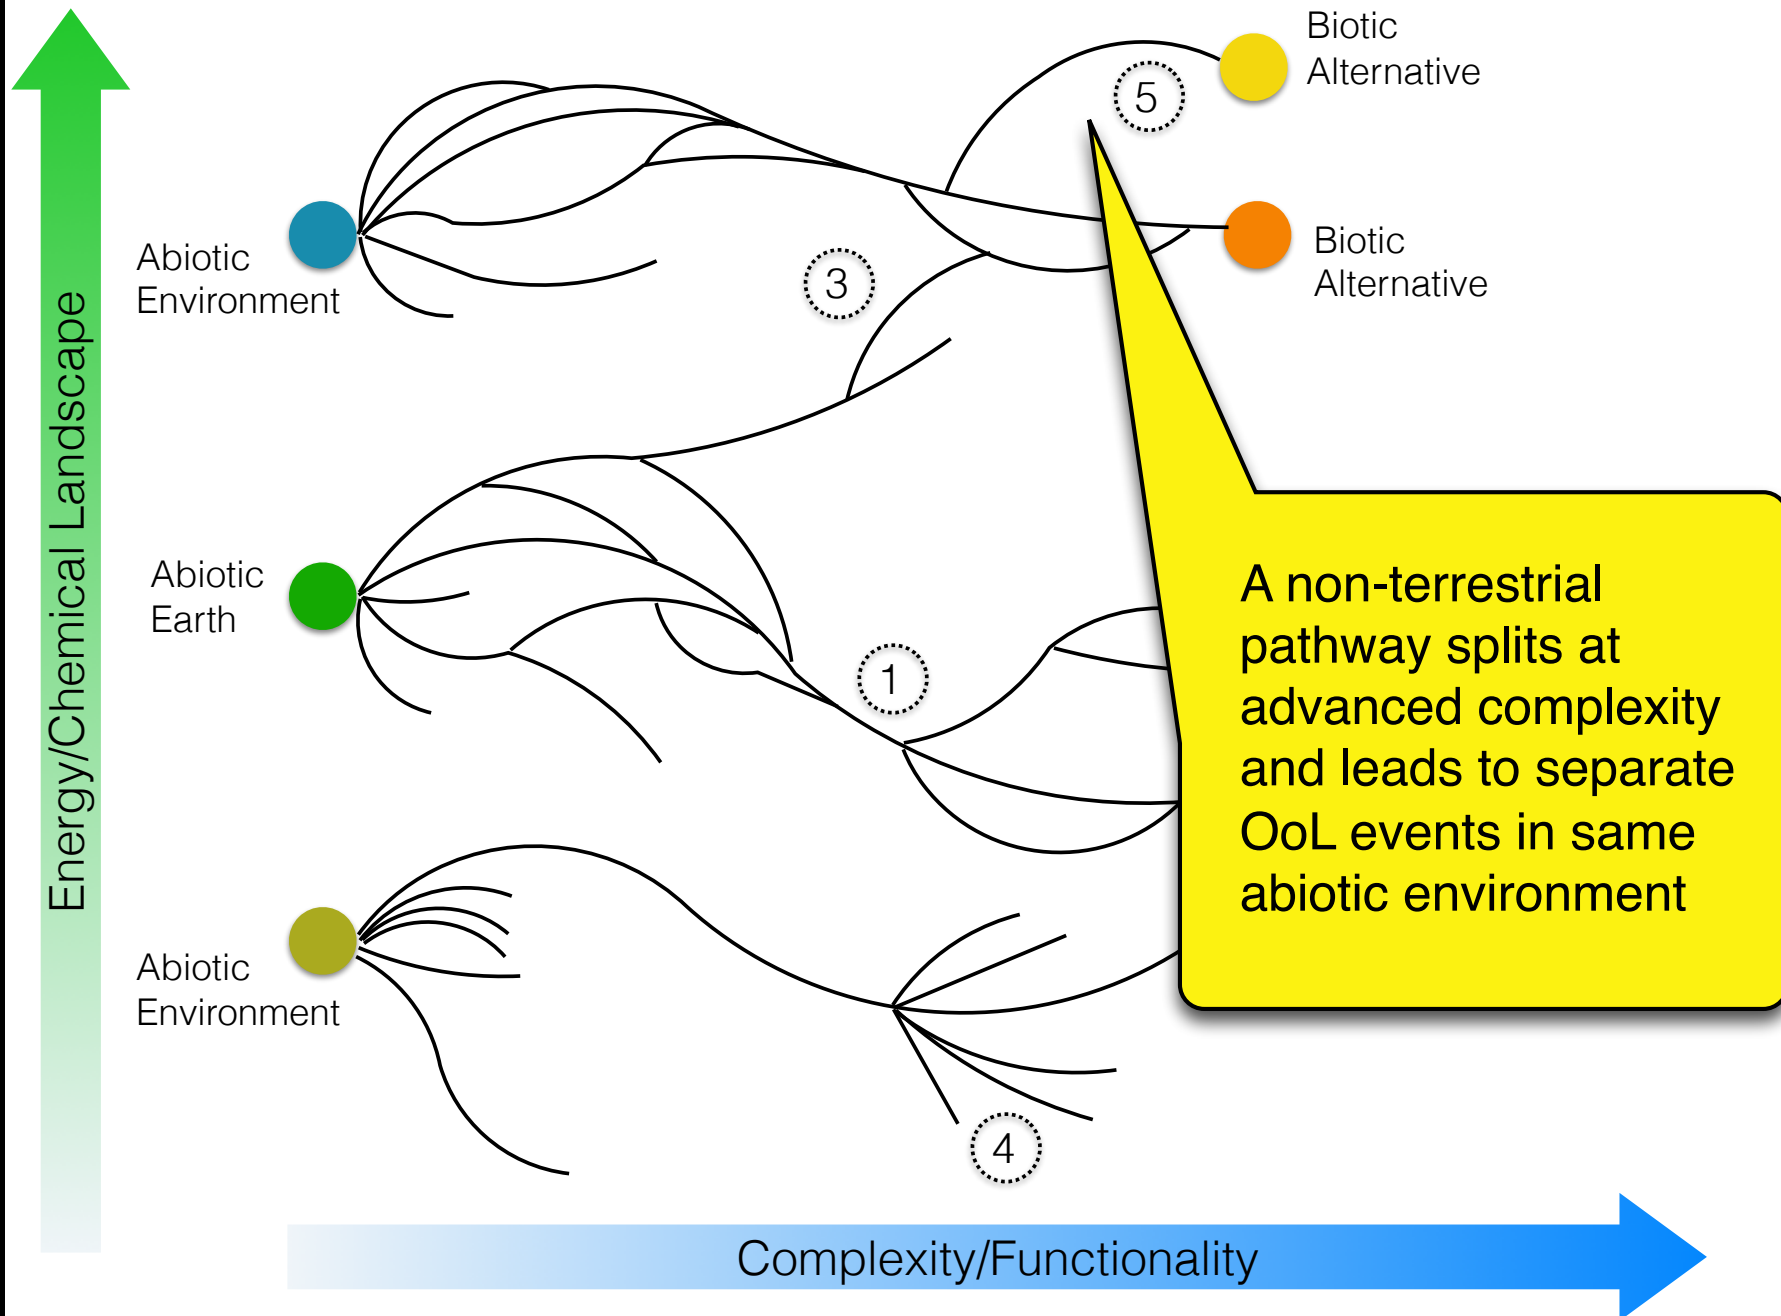 Biotic
Alternative
5
Abiotic
Environment
3
Biotic
Alternative
Energy/Chemical Landscape
Abiotic
Earth
1
A non-terrestrial
pathway splits at
advanced complexity
and leads to separate
OoL events in same
abiotic environment
Abiotic
Environment
4
Complexity/Functionality